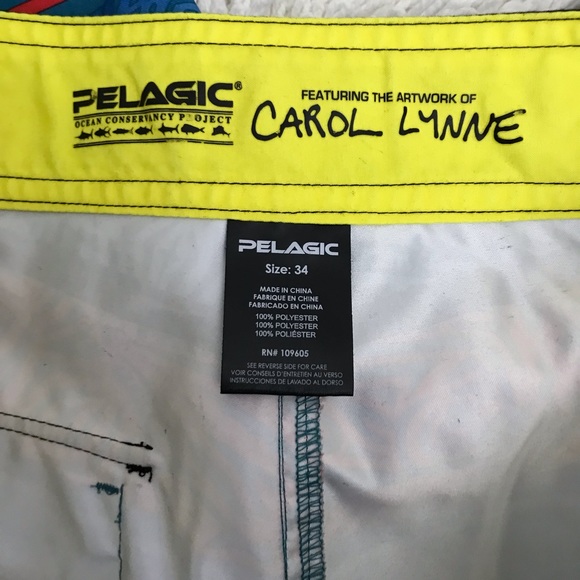 PELAGIC®
OCEAN CONSERVANCY PROJECT
FEATURING THE ARTWORK OF
CAROL LYNNE
PELAGIC
Size: 34
MADE IN CHINA
FABRIQUE EN CHINE
FABRICADO EN CHINA
100% POLYESTER
100% POLYESTER
100% POLIÉSTER
RN# 109605
SEE REVERSE SIDE FOR CARE
VOIR CONSEILS D'ENTRETIEN AU VERSO
INSTRUCCIONES DE LAVADO AL DORSO